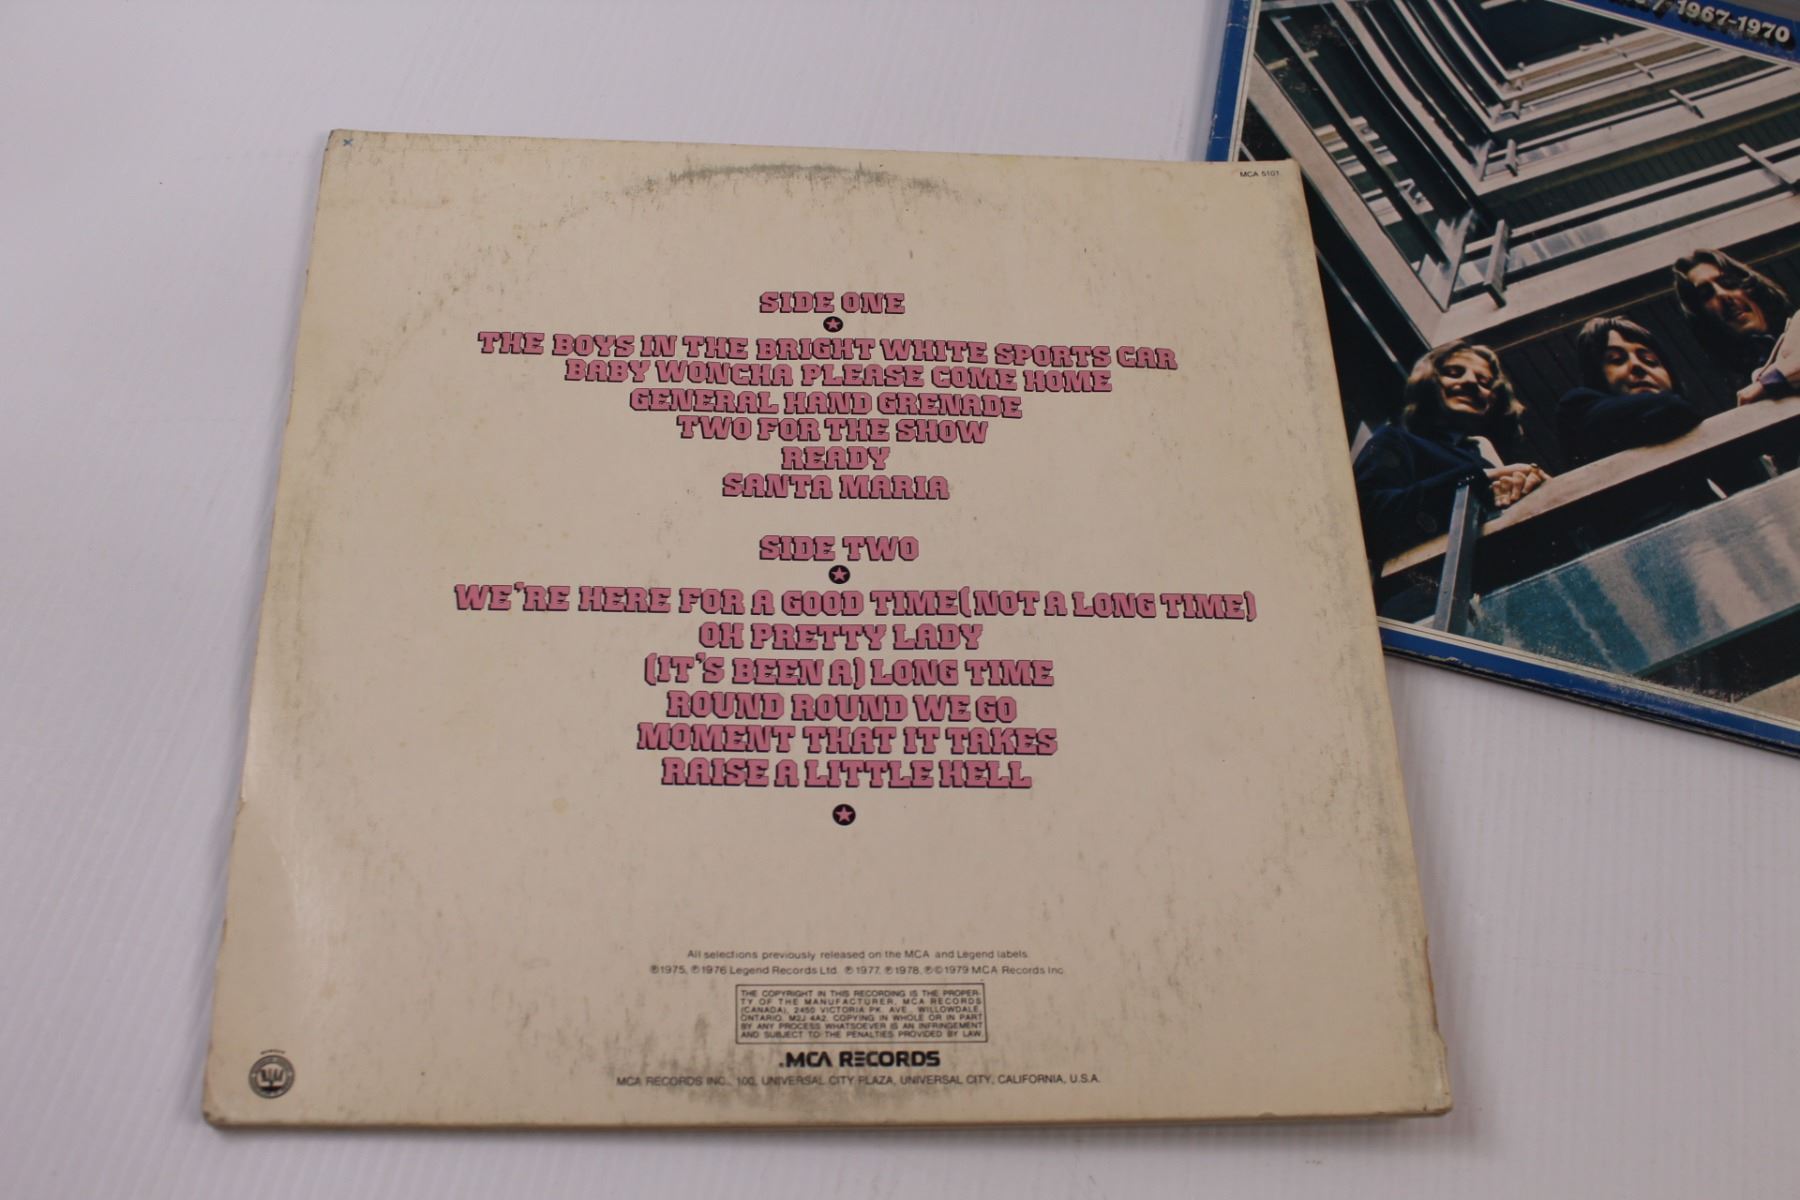 / 1967-1970
MCA 5101
SIDE ONE
THE BOYS IN THE BRIGHT WHITE SPORTS CAR
BABY WONCHA PLEASE COME HOME
GENERAL HAND GRENADE
TWO FOR THE SHOW
READY
SANTA MARIA
SIDE TWO
WE'RE HERE FOR A GOOD TIME(NOT A LONG TIME)
OH PRETTY LADY
(IT'S BEEN A) LONG TIME
ROUND ROUND WE GO
MOMENT THAT IT TAKES
RAISE A LITTLE HELL
All selections previously released on the MCA and Legend labels.
℗1975, ℗1976 Legend Records Ltd. ℗1977, ℗1978, ℗©1979 MCA Records Inc.
THE COPYRIGHT IN THIS RECORDING IS THE PROPER-
TY OF THE MANUFACTURER, MCA RECORDS
(CANADA), 2450 VICTORIA PK. AVE., WILLOWDALE,
ONTARIO. M2J 4A2. COPYING IN WHOLE OR IN PART
BY ANY PROCESS WHATSOEVER IS AN INFRINGEMENT
AND SUBJECT TO THE PENALTIES PROVIDED BY LAW.
.MCA RECORDS
MCA RECORDS INC., 100, UNIVERSAL CITY PLAZA, UNIVERSAL CITY, CALIFORNIA, U.S.A.